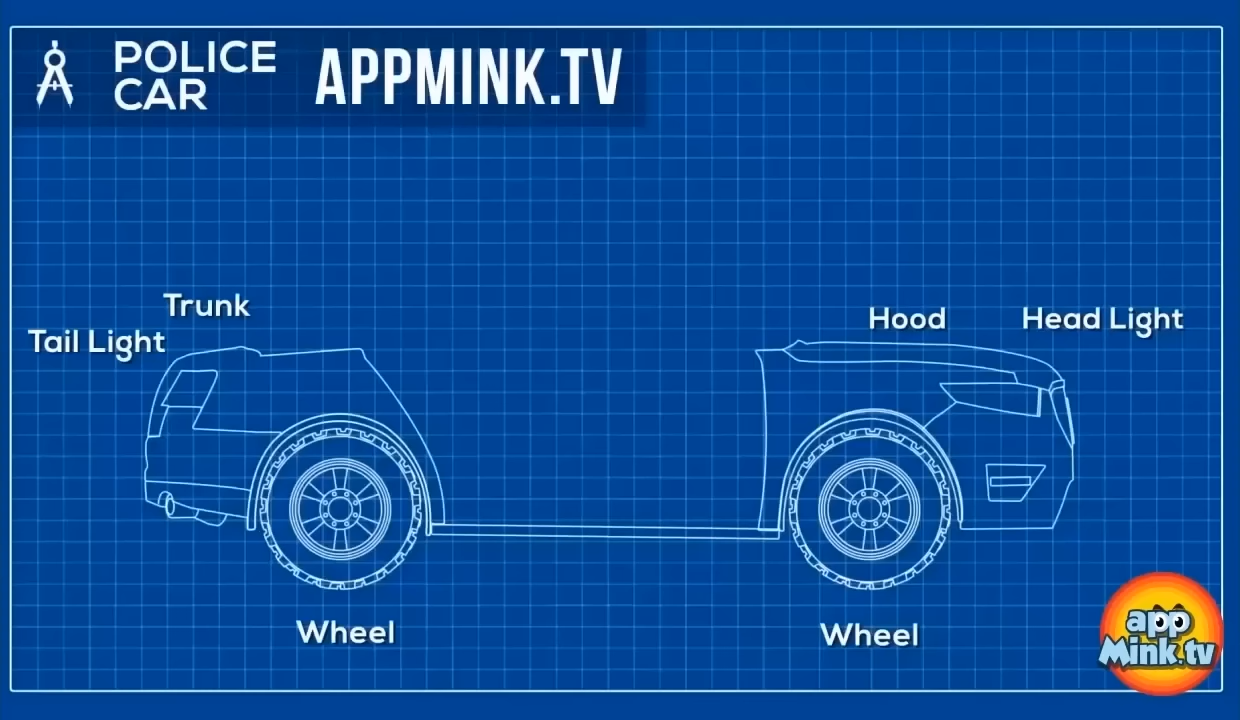 POLICE
CAR
APPMINK.TV
Trunk
Tail Light
Hood
Head Light
Wheel
Wheel
app
Mink.tv